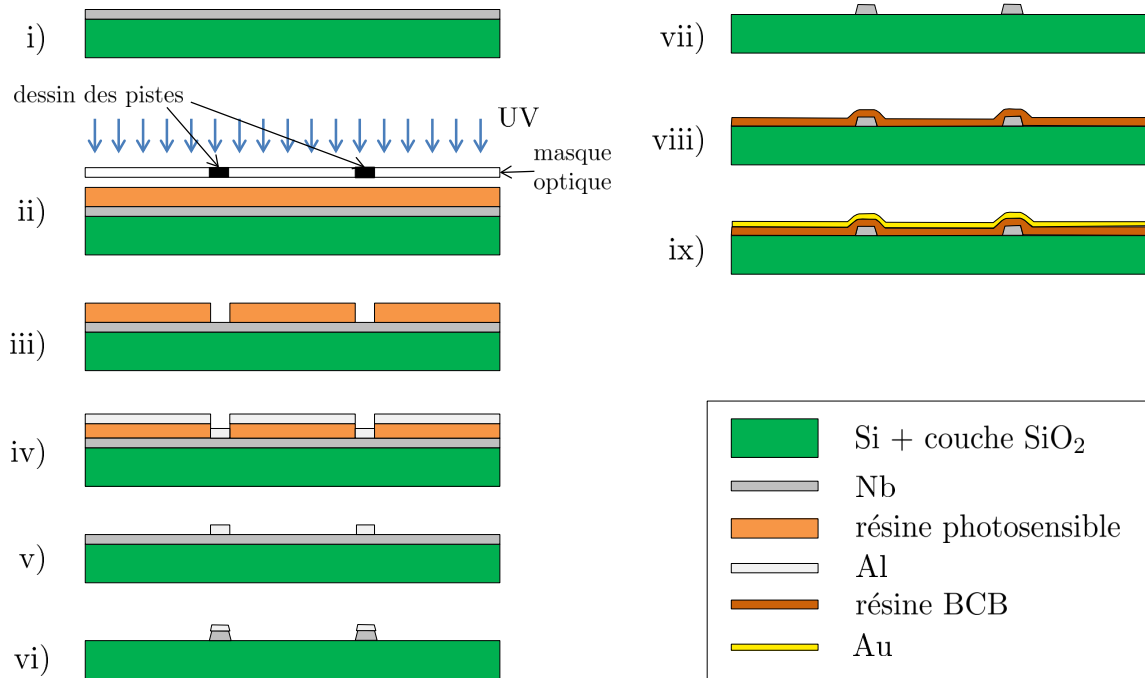 i)
dessin des pistes
UV
masque
optique
ii)
iii)
iv)
v)
vi)
vii)
viii)
ix)
Si + couche SiO₂
Nb
résine photosensible
Al
résine BCB
Au